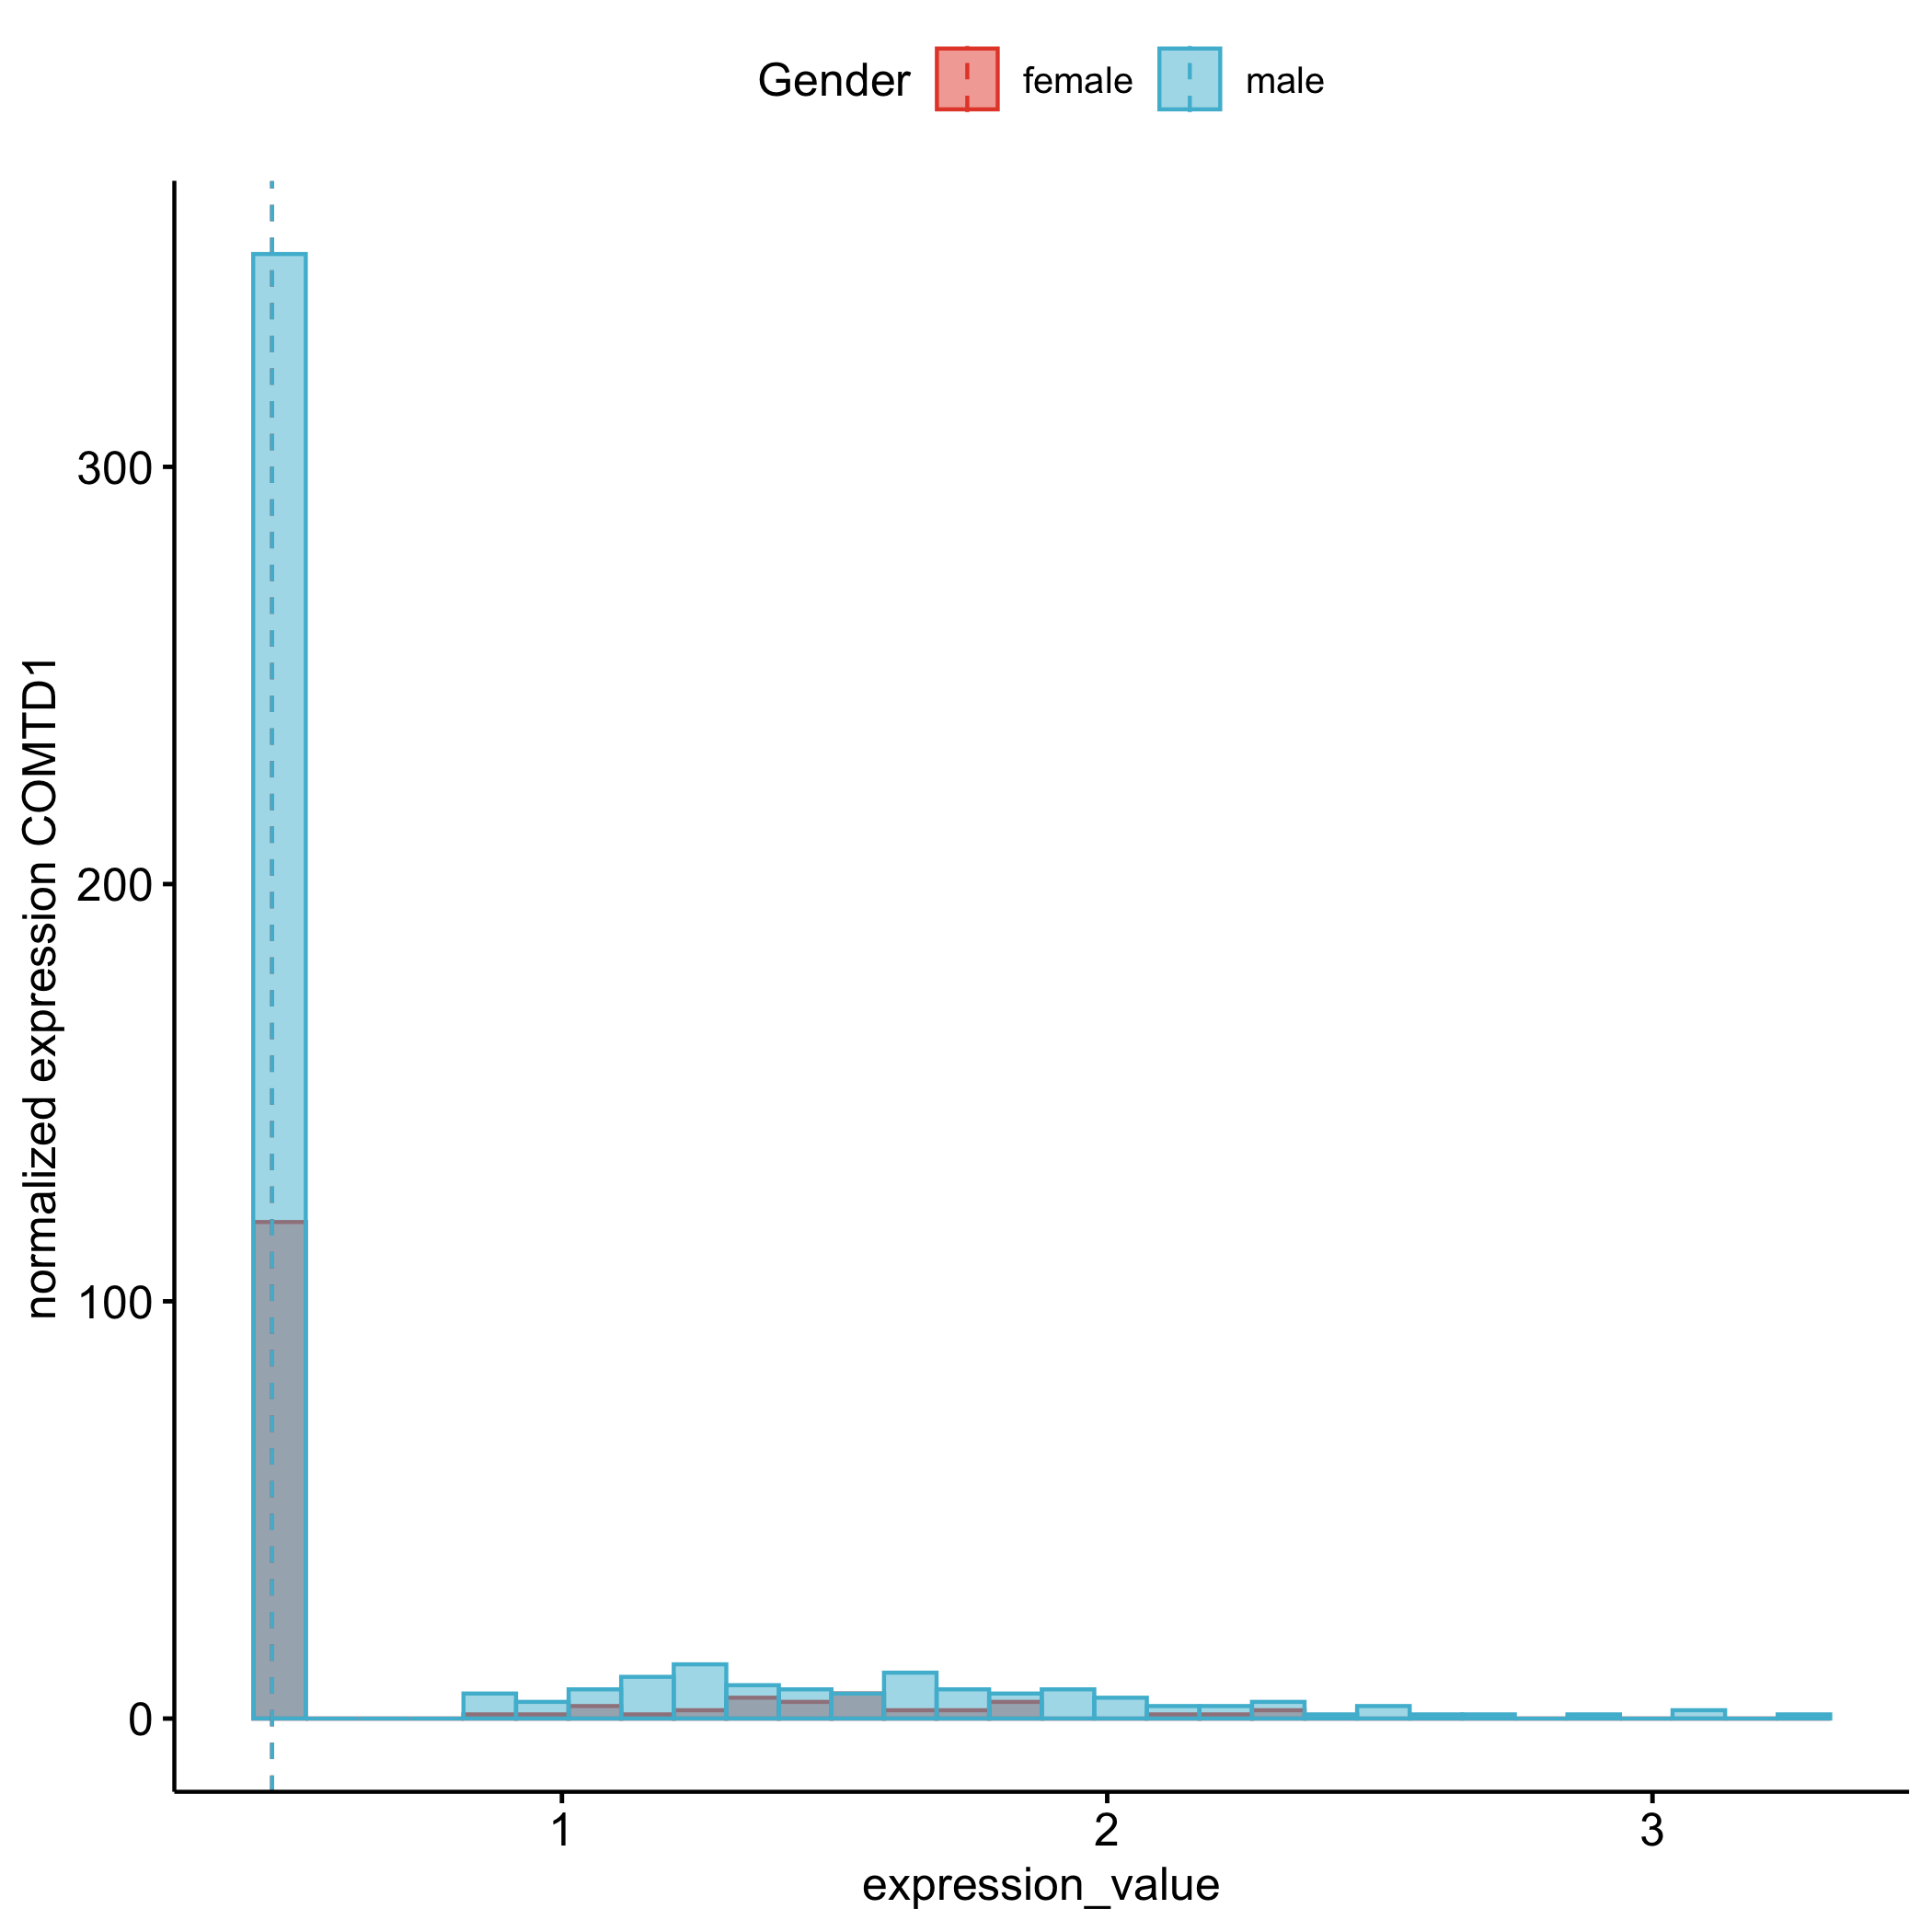 Gender female male
normalized expression COMTD1
300
200
100
0
1 2 3
expression_value